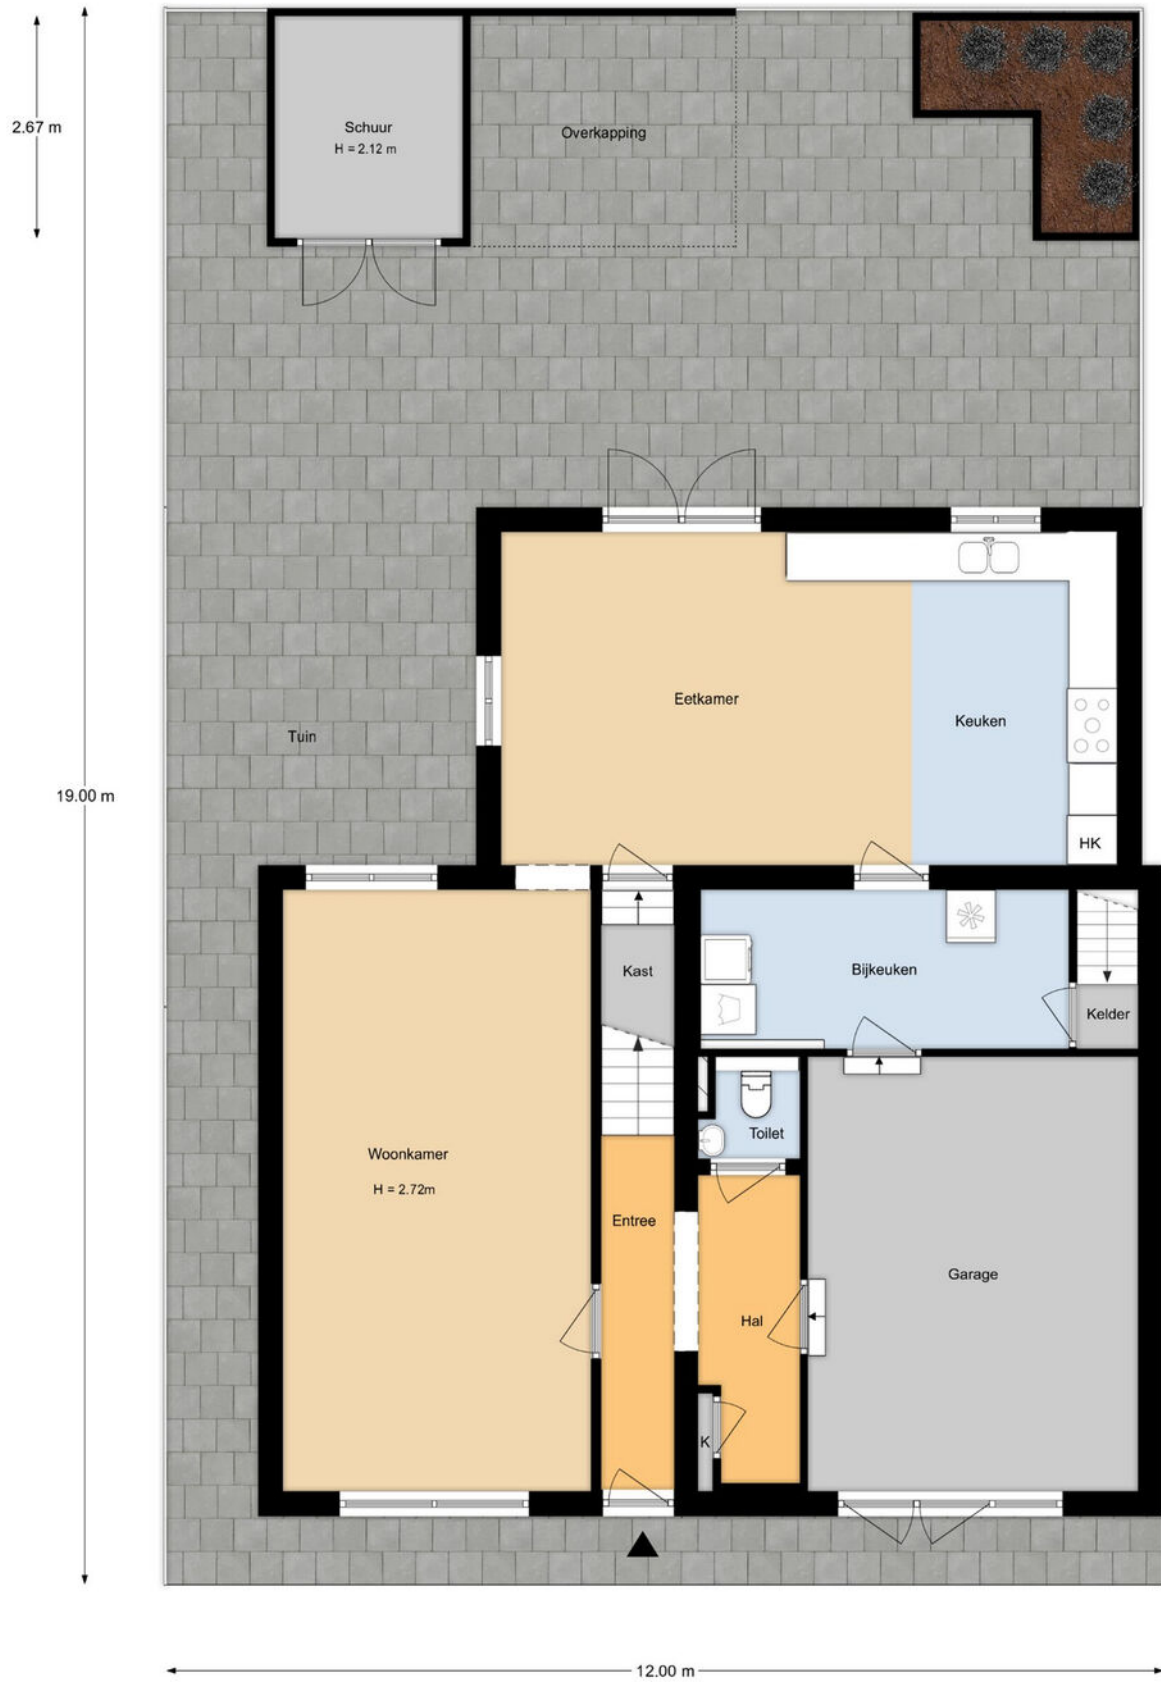 2.67 m
Schuur
H = 2.12 m
Overkapping
Eetkamer
Keuken
Tuin
19.00 m
HK
Kast
Bijkeuken
Kelder
Toilet
Woonkamer
H = 2.72m
Entree
Garage
Hal
K
12.00 m